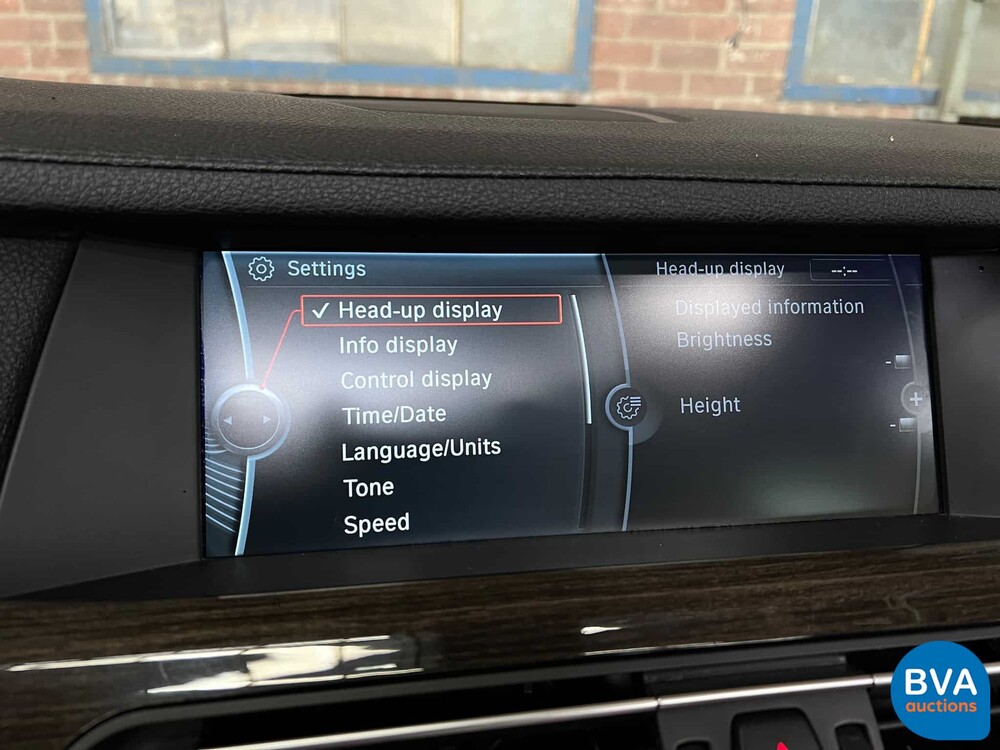 Settings
Head-up display
Info display
Control display
Time/Date
Language/Units
Tone
Speed
Head-up display --:--
Displayed information
Brightness
Height
BVA
auctions